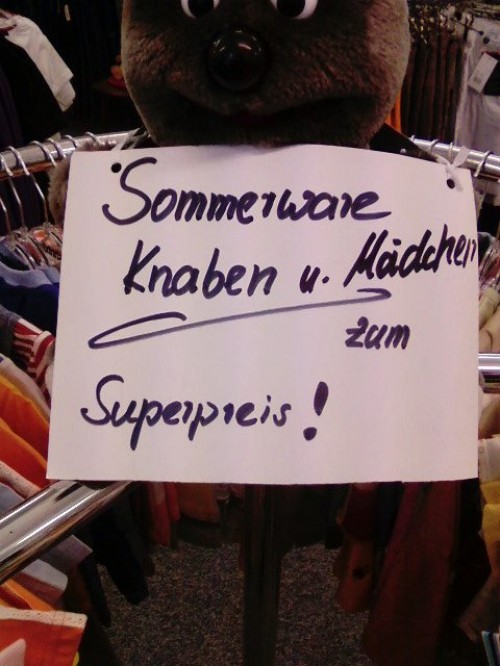 Sommerware
Knaben u. Mädchen
zum
Superpreis!